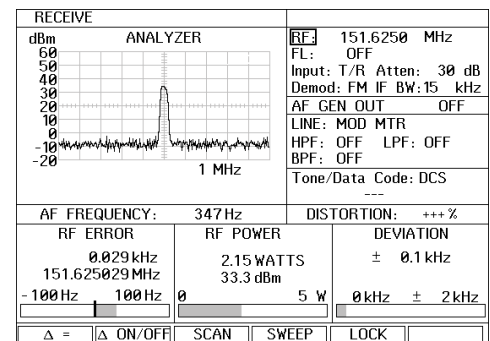 RECEIVE
dBm ANALYZER
60
50
40
30
20
10
0
-10
-20
1 MHz
RF: 151.6250 MHz
FL: OFF
Input: T/R Atten: 30 dB
Demod: FM IF BW:15 kHz
AF GEN OUT OFF
LINE: MOD MTR
HPF: OFF LPF: OFF
BPF: OFF
Tone/Data Code: DCS
---
AF FREQUENCY: 347 Hz
DISTORTION: +++ %
RF ERROR
0.029 kHz
151.625029 MHz
-100 Hz 100 Hz
RF POWER
2.15 WATTS
33.3 dBm
0 5 W
DEVIATION
± 0.1 kHz
0 kHz ± 2 kHz
Δ = Δ ON/OFF SCAN SWEEP LOCK